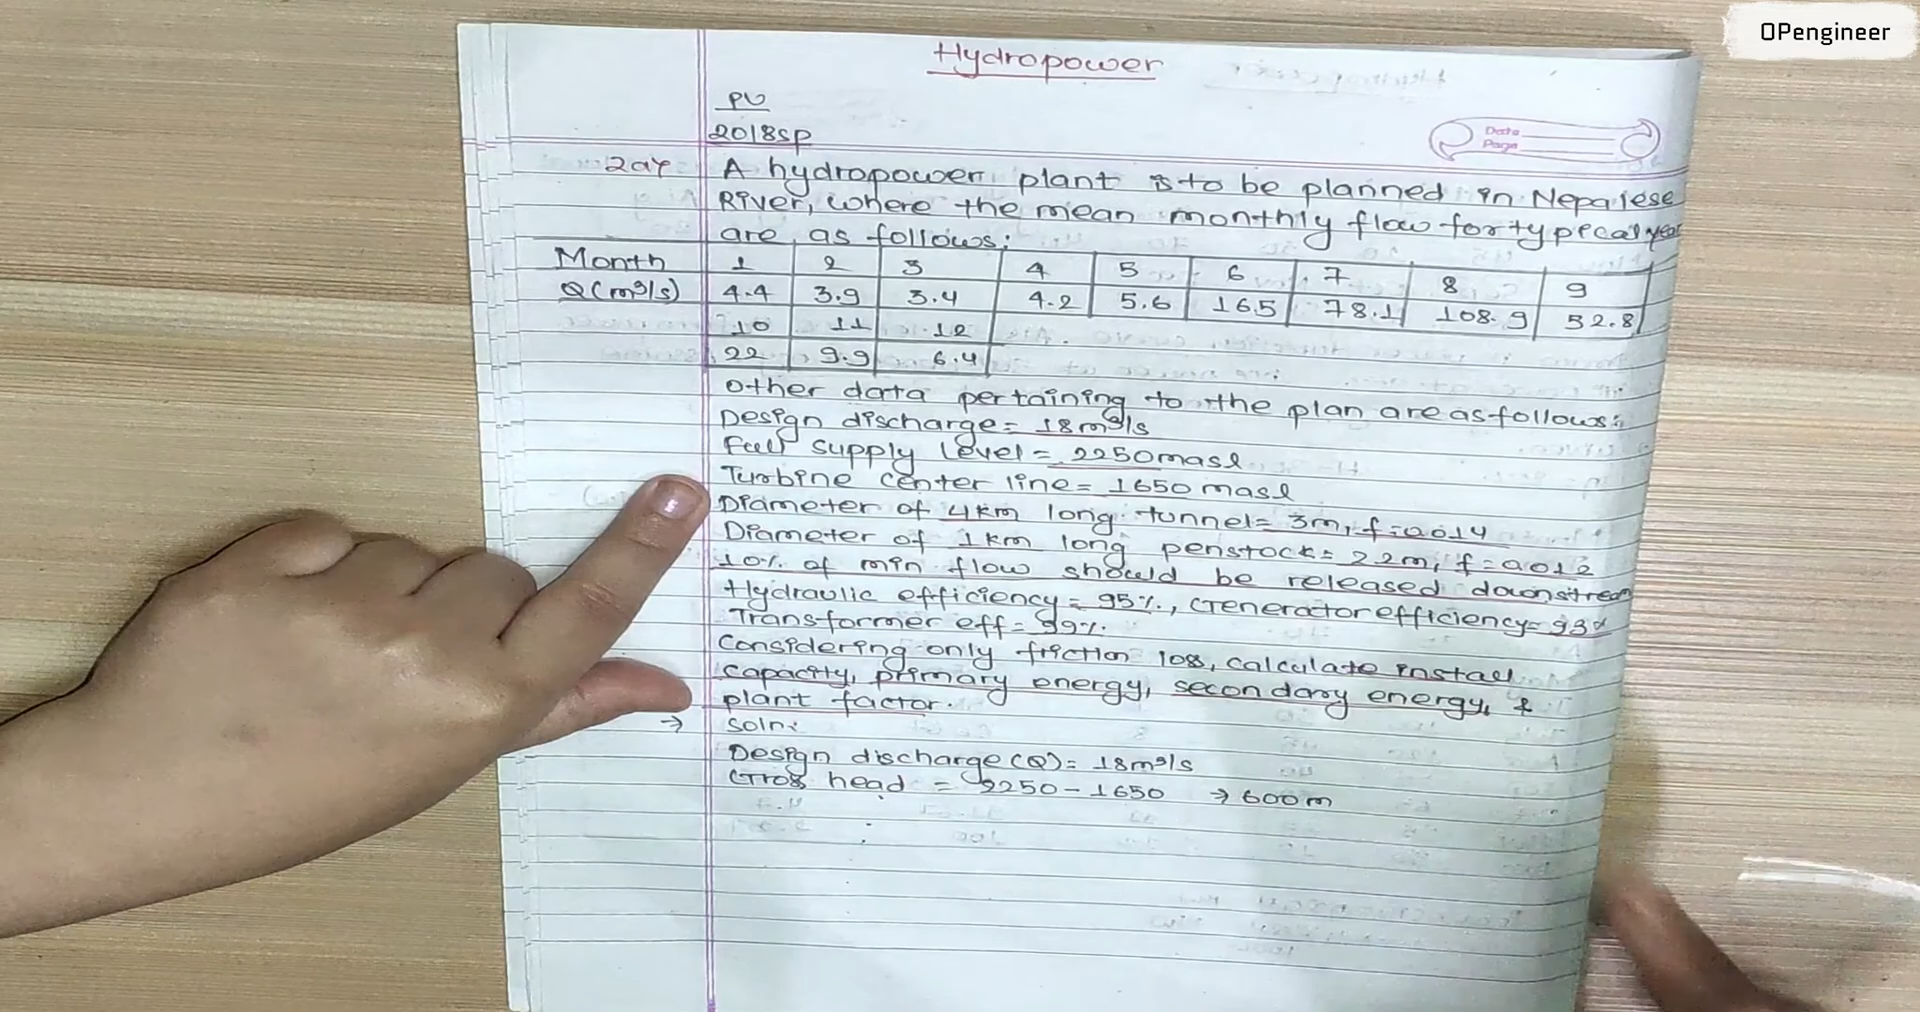 OPengineer
Hydropower
PU
2018sp
Date
Page
2a7 A hydropower plant is to be planned in Nepalese
River, where the mean monthly flow for typecal year
are as follows:
Month 1 2 3 4 5 6 7 8 9
Q(m3/s) 4.4 3.9 3.4 4.2 5.6 16.5 78.1 108.9 52.8
10 11 12
22 9.9 6.4
Other data pertaining to the plan are as follows:
Design discharge = 18m3/s
Full supply level = 2250masl
Turbine center line = 1650masl
Diameter of 4km long tunnel = 3m, f=0.014
Diameter of 1km long penstock = 2.2m, f=0.012
10% of min flow should be released downstream
Hydraulic efficiency = 95%, Generator efficiency = 93%
Transformer eff = 99%.
Considering only friction loss, calculate install
capacity, primary energy, secondary energy, &
plant factor.
→ Soln:
Design discharge (Q) = 18m3/s
Gross head = 2250 - 1650 → 600m